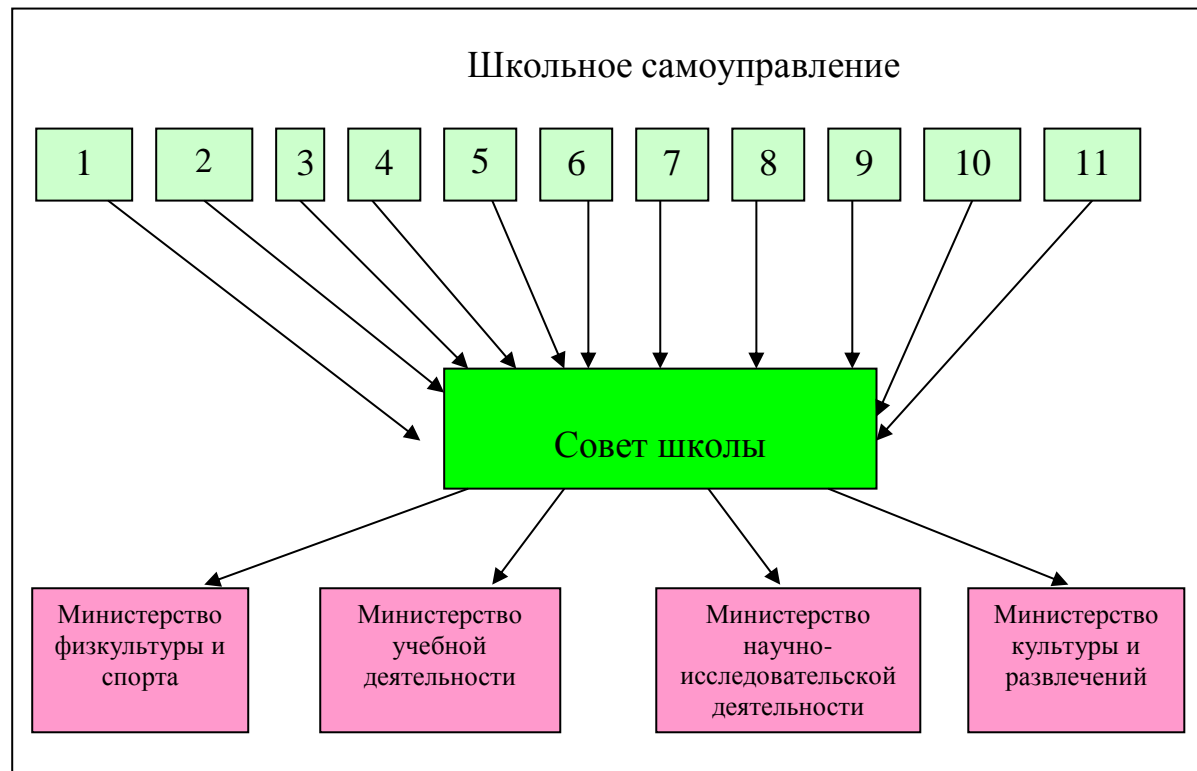 Школьное самоуправление
1 2 3 4 5 6 7 8 9 10 11
Совет школы
Министерство
физкультуры и
спорта
Министерство
учебной
деятельности
Министерство
научно-
исследовательской
деятельности
Министерство
культуры и
развлечений